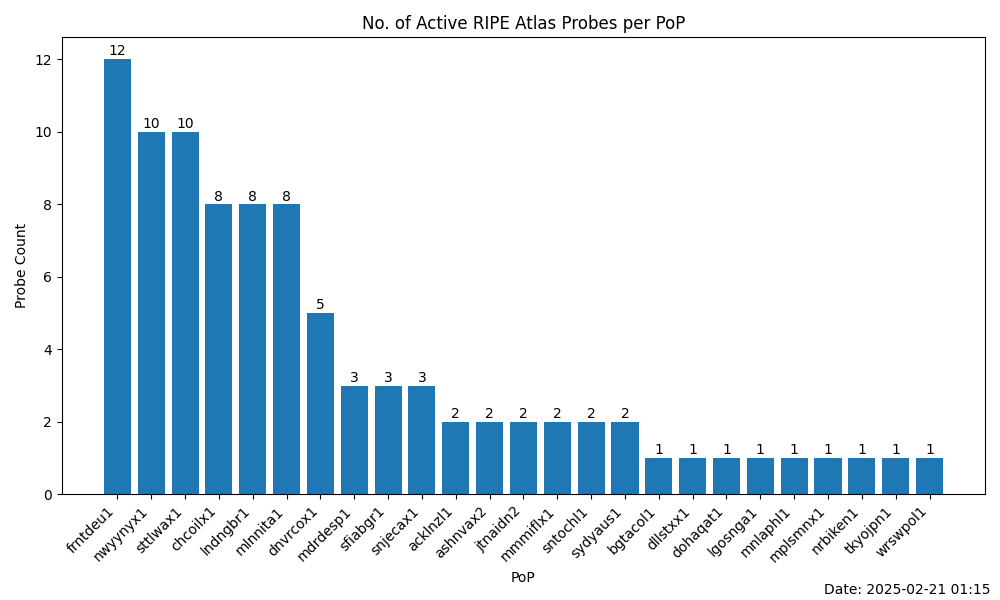 No. of Active RIPE Atlas Probes per PoP
12
10
10
8
8
8
5
3
3
3
2
2
2
2
2
2
1
1
1
1
1
1
1
1
1
Probe Count
12
10
8
6
4
2
0
frntdeu1
nwyynyx1
sttlwax1
chcoilx1
lndngbr1
mlnnita1
dnvrcox1
mdrdesp1
sfiabgr1
snjecax1
acklnzl1
ashnvax2
jtnaidn2
mmmiflx1
sntochl1
sydyaus1
bgtacol1
dllstxx1
dohaqat1
lgosnga1
mnlaphl1
mplsmnx1
nrbiken1
tkyojpn1
wrswpol1
PoP
Date: 2025-02-21 01:15